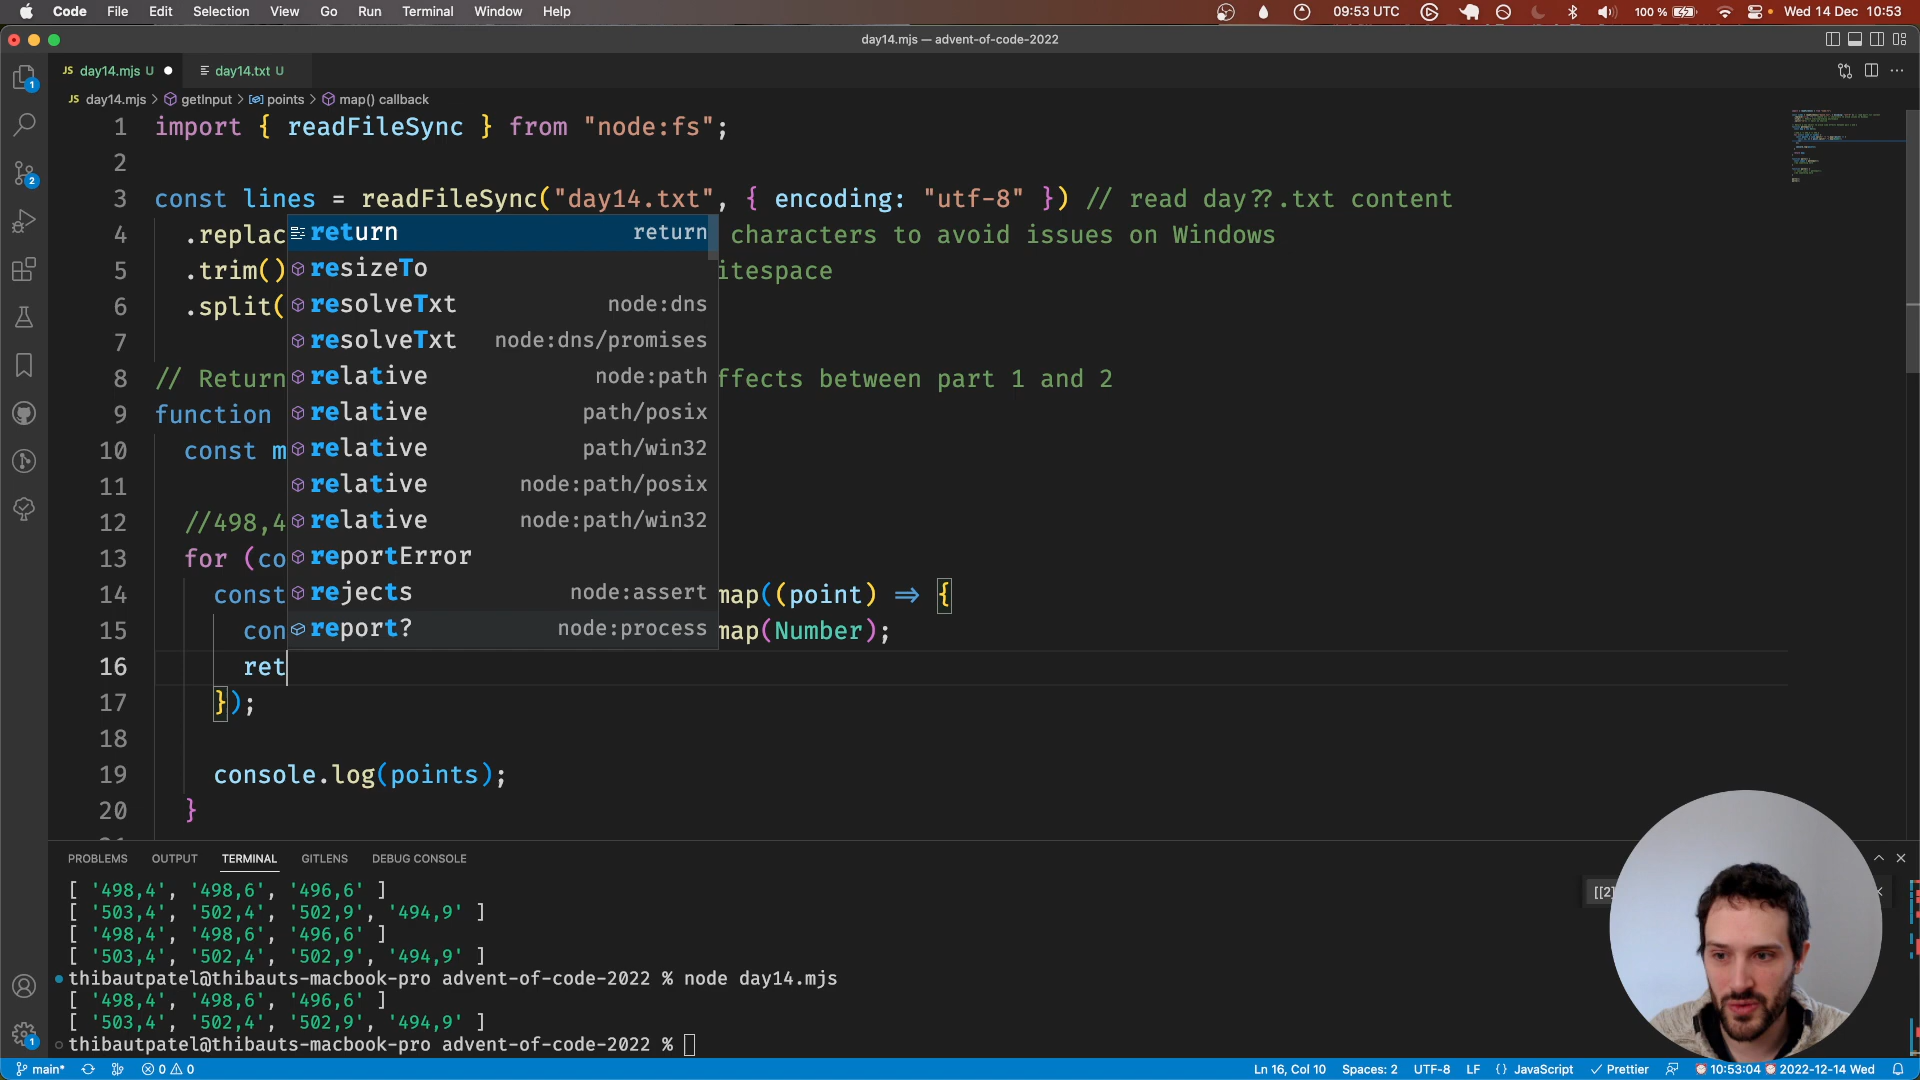 Code File Edit Selection View Go Run Terminal Window Help 09:53 UTC 100 % Wed 14 Dec 10:53
day14.mjs — advent-of-code-2022
JS day14.mjs U day14.txt U
JS day14.mjs > getInput > points > map() callback
1 import { readFileSync } from "node:fs";
2
3 const lines = readFileSync("day14.txt", { encoding: "utf-8" }) // read day??.txt content
4 .replac characters to avoid issues on Windows
5 .trim() itespace
6 .split(
7
8 // Return ffects between part 1 and 2
9 function
10 const m
11
12 //498,4
13 for (co
14 const map((point) => {
15 con map(Number);
16 ret
17 });
18
19 console.log(points);
20 }
return return
resizeTo
resolveTxt node:dns
resolveTxt node:dns/promises
relative node:path
relative path/posix
relative path/win32
relative node:path/posix
relative node:path/win32
reportError
rejects node:assert
report? node:process
PROBLEMS OUTPUT TERMINAL GITLENS DEBUG CONSOLE
[ '498,4', '498,6', '496,6' ]
[ '503,4', '502,4', '502,9', '494,9' ]
[ '498,4', '498,6', '496,6' ]
[ '503,4', '502,4', '502,9', '494,9' ]
thibautpatel@thibauts-macbook-pro advent-of-code-2022 % node day14.mjs
[ '498,4', '498,6', '496,6' ]
[ '503,4', '502,4', '502,9', '494,9' ]
thibautpatel@thibauts-macbook-pro advent-of-code-2022 %
[[2]
main* 0 0 Ln 16, Col 10 Spaces: 2 UTF-8 LF {} JavaScript Prettier 10:53:04 2022-12-14 Wed